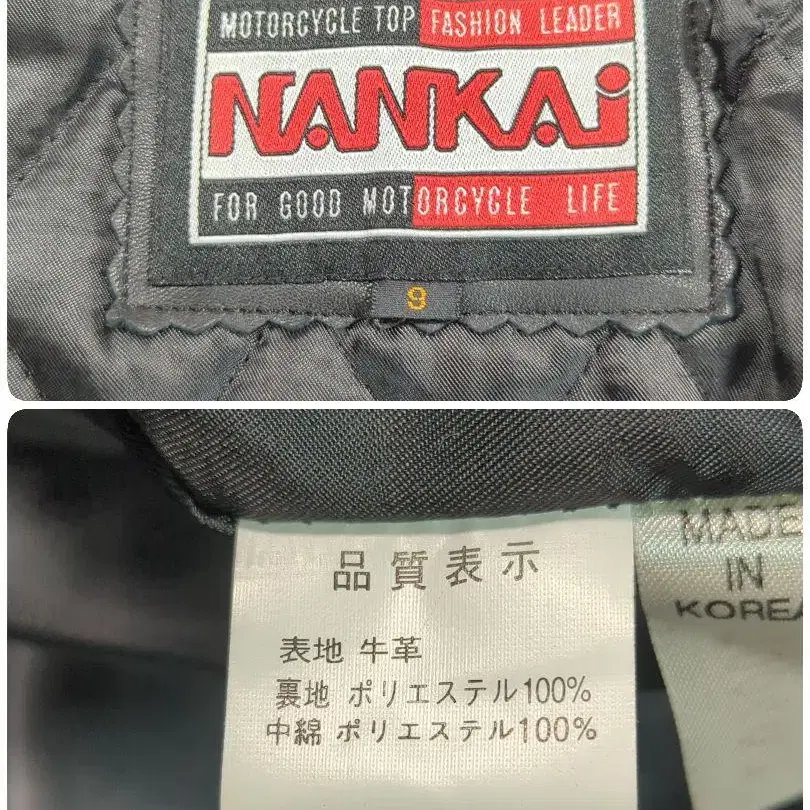 MOTORCYCLE TOP FASHION LEADER
NANKAi
FOR GOOD MOTORCYCLE LIFE
9
品質表示
表地 牛革
裏地 ポリエステル100%
中綿 ポリエステル100%
MADE
IN
KOREA